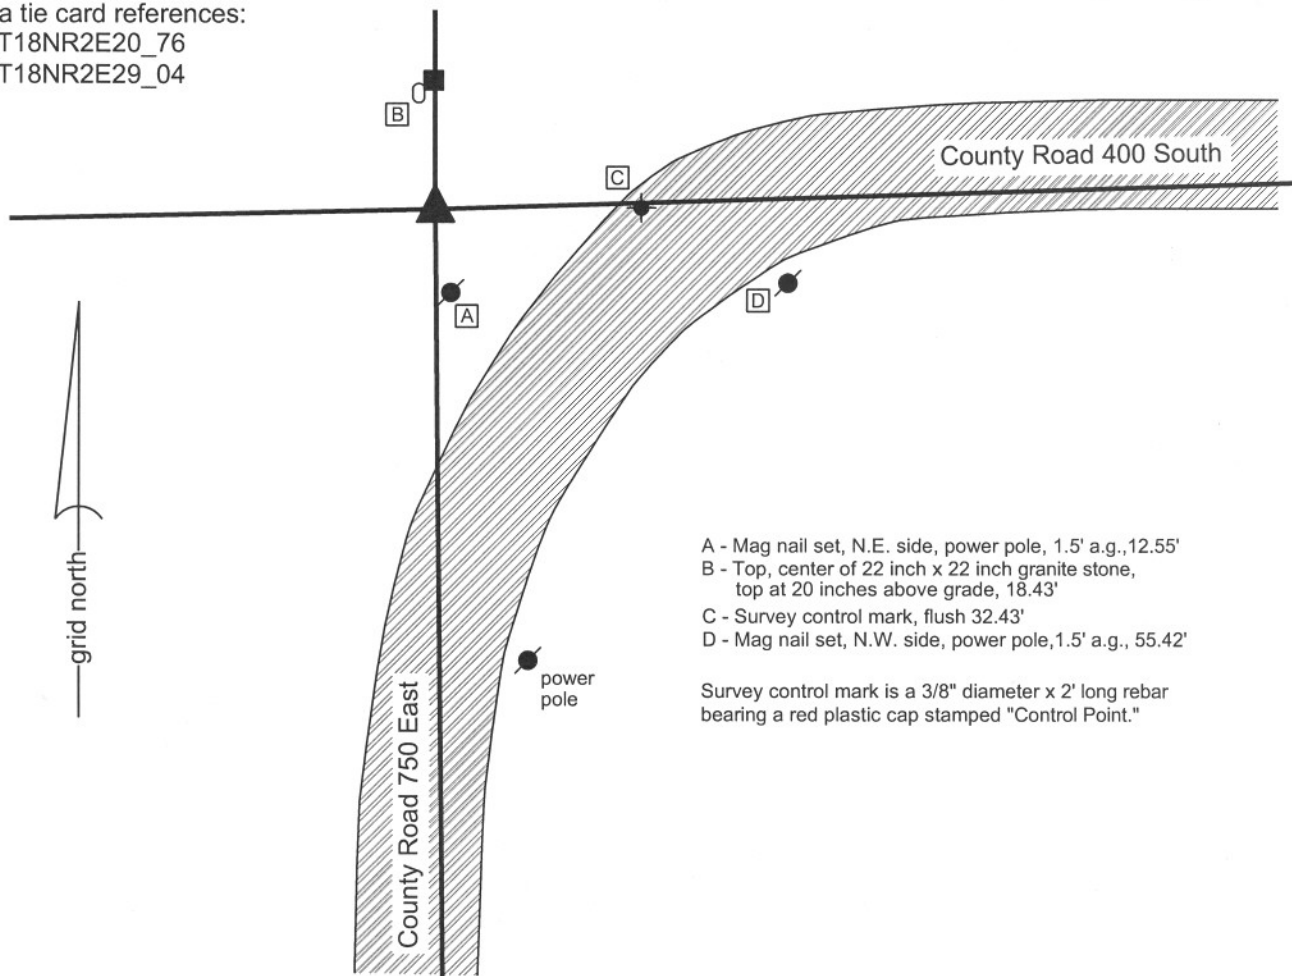 a tie card references:
T18NR2E20_76
T18NR2E29_04
B
C
County Road 400 South
A
D
grid north
A - Mag nail set, N.E. side, power pole, 1.5' a.g.,12.55'
B - Top, center of 22 inch x 22 inch granite stone,
top at 20 inches above grade, 18.43'
C - Survey control mark, flush 32.43'
D - Mag nail set, N.W. side, power pole,1.5' a.g., 55.42'
power
pole
County Road 750 East
Survey control mark is a 3/8" diameter x 2' long rebar
bearing a red plastic cap stamped "Control Point."